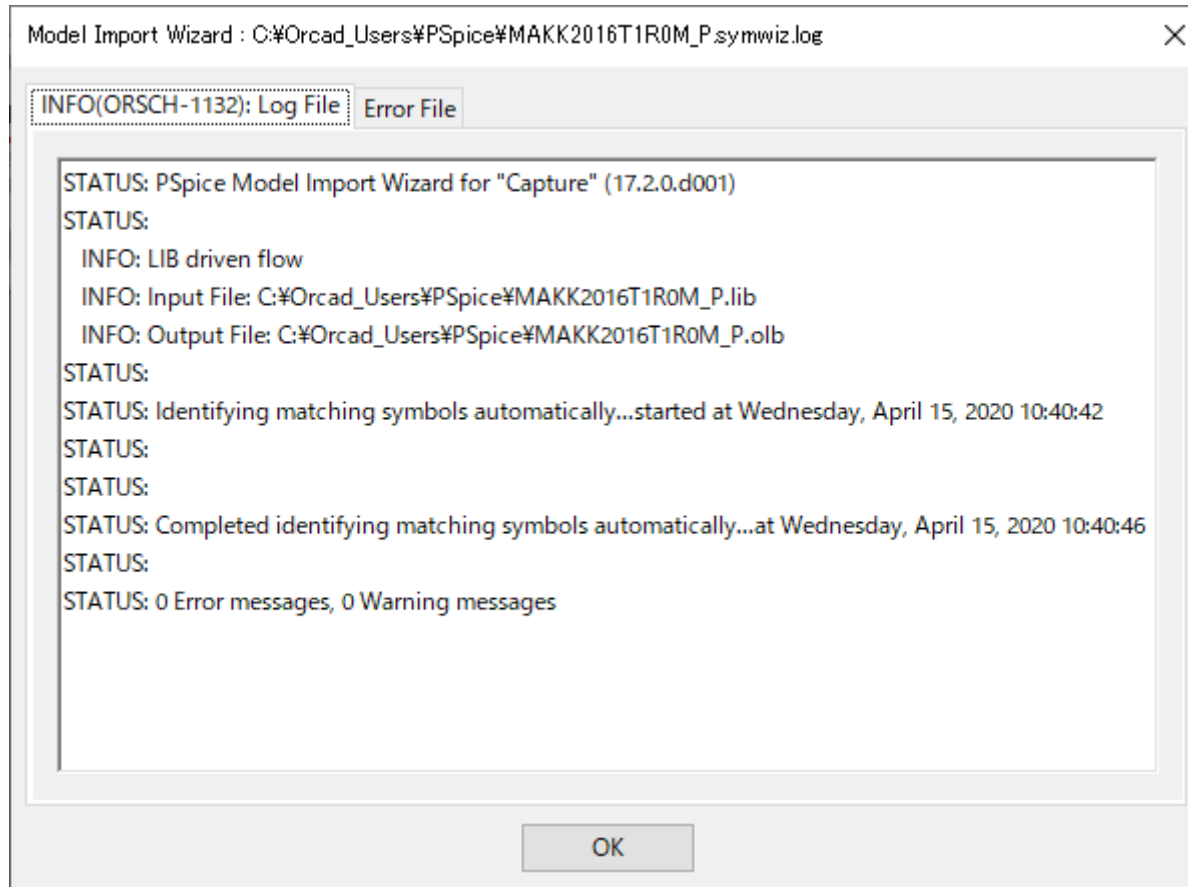 Model Import Wizard : C:¥Orcad_Users¥PSpice¥MAKK2016T1R0M_P.symwiz.log
INFO(ORSCH-1132): Log File
Error File
STATUS: PSpice Model Import Wizard for "Capture" (17.2.0.d001)
STATUS:
INFO: LIB driven flow
INFO: Input File: C:¥Orcad_Users¥PSpice¥MAKK2016T1R0M_P.lib
INFO: Output File: C:¥Orcad_Users¥PSpice¥MAKK2016T1R0M_P.olb
STATUS:
STATUS: Identifying matching symbols automatically...started at Wednesday, April 15, 2020 10:40:42
STATUS:
STATUS:
STATUS: Completed identifying matching symbols automatically...at Wednesday, April 15, 2020 10:40:46
STATUS:
STATUS: 0 Error messages, 0 Warning messages
OK